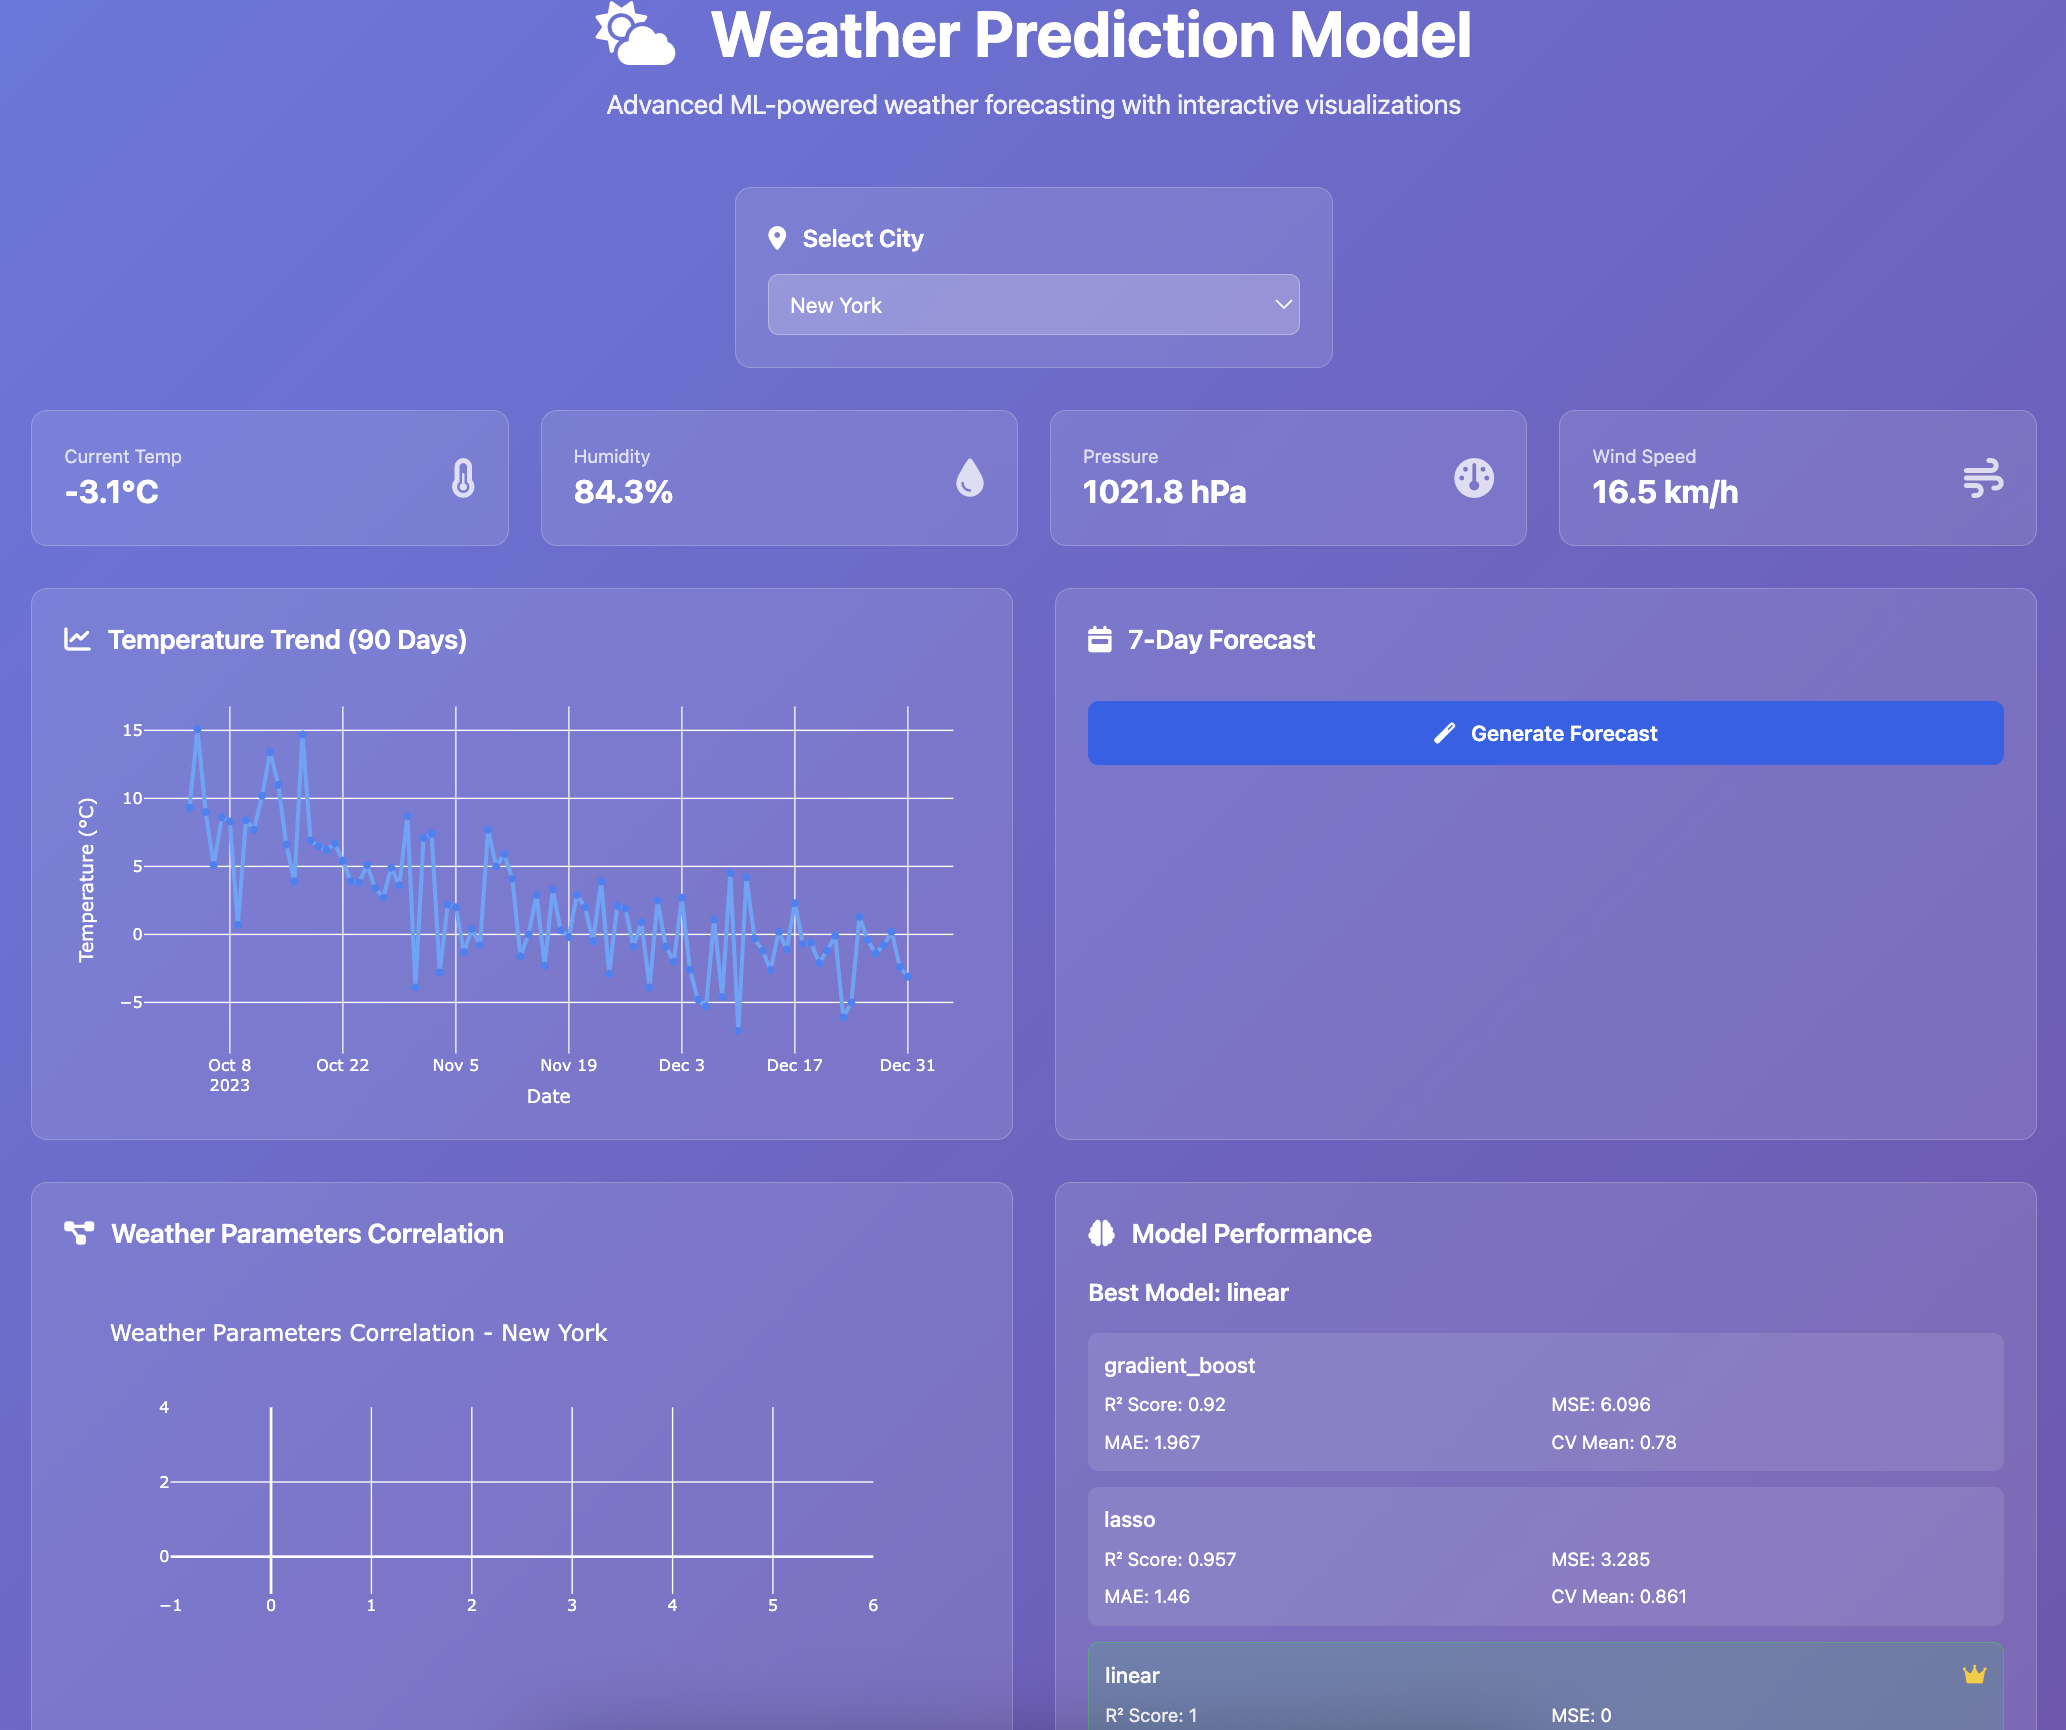 Weather Prediction Model
Advanced ML-powered weather forecasting with interactive visualizations
Select City
New York
Current Temp
-3.1°C
Humidity
84.3%
Pressure
1021.8 hPa
Wind Speed
16.5 km/h
Temperature Trend (90 Days)
15
10
5
0
−5
Temperature (°C)
Oct 8
2023
Oct 22
Nov 5
Nov 19
Dec 3
Dec 17
Dec 31
Date
7-Day Forecast
Generate Forecast
Weather Parameters Correlation
Weather Parameters Correlation - New York
4
2
0
−1
0
1
2
3
4
5
6
Model Performance
Best Model: linear
gradient_boost
R² Score: 0.92
MSE: 6.096
MAE: 1.967
CV Mean: 0.78
lasso
R² Score: 0.957
MSE: 3.285
MAE: 1.46
CV Mean: 0.861
linear
R² Score: 1
MSE: 0